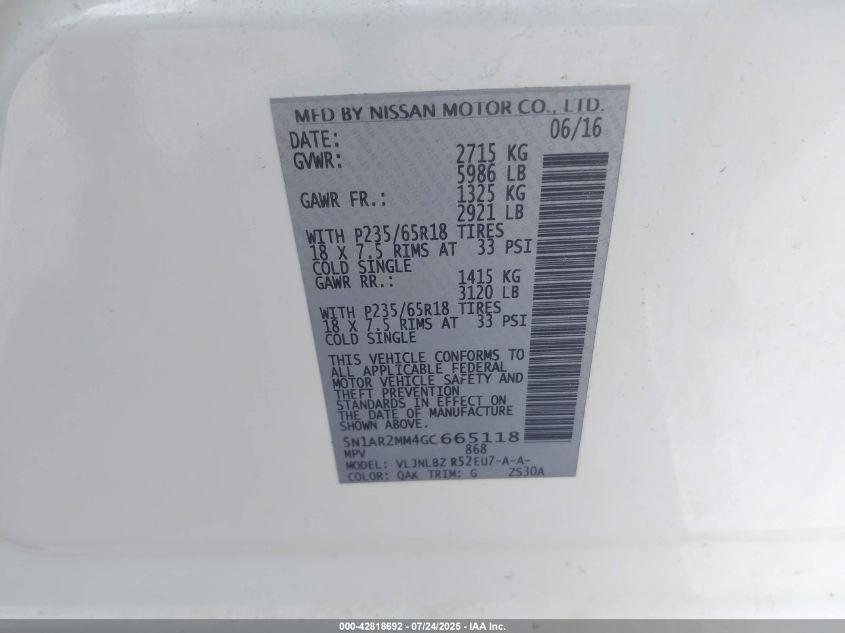 MFD BY NISSAN MOTOR CO., LTD.
DATE: 06/16
GVWR: 2715 KG
5986 LB
GAWR FR.: 1325 KG
2921 LB
WITH P235/65R18 TIRES
18 X 7.5 RIMS AT 33 PSI
COLD SINGLE
GAWR RR.: 1415 KG
3120 LB
WITH P235/65R18 TIRES
18 X 7.5 RIMS AT 33 PSI
COLD SINGLE
THIS VEHICLE CONFORMS TO
ALL APPLICABLE FEDERAL
MOTOR VEHICLE SAFETY AND
THEFT PREVENTION
STANDARDS IN EFFECT ON
THE DATE OF MANUFACTURE
SHOWN ABOVE.
5N1AR2MM4GC665118
MPV 868
MODEL: VLJNLBZ R52EU7-A-A-
COLOR: QAK TRIM: G ZS30A
000-42818692 - 07/24/2025 - IAA Inc.